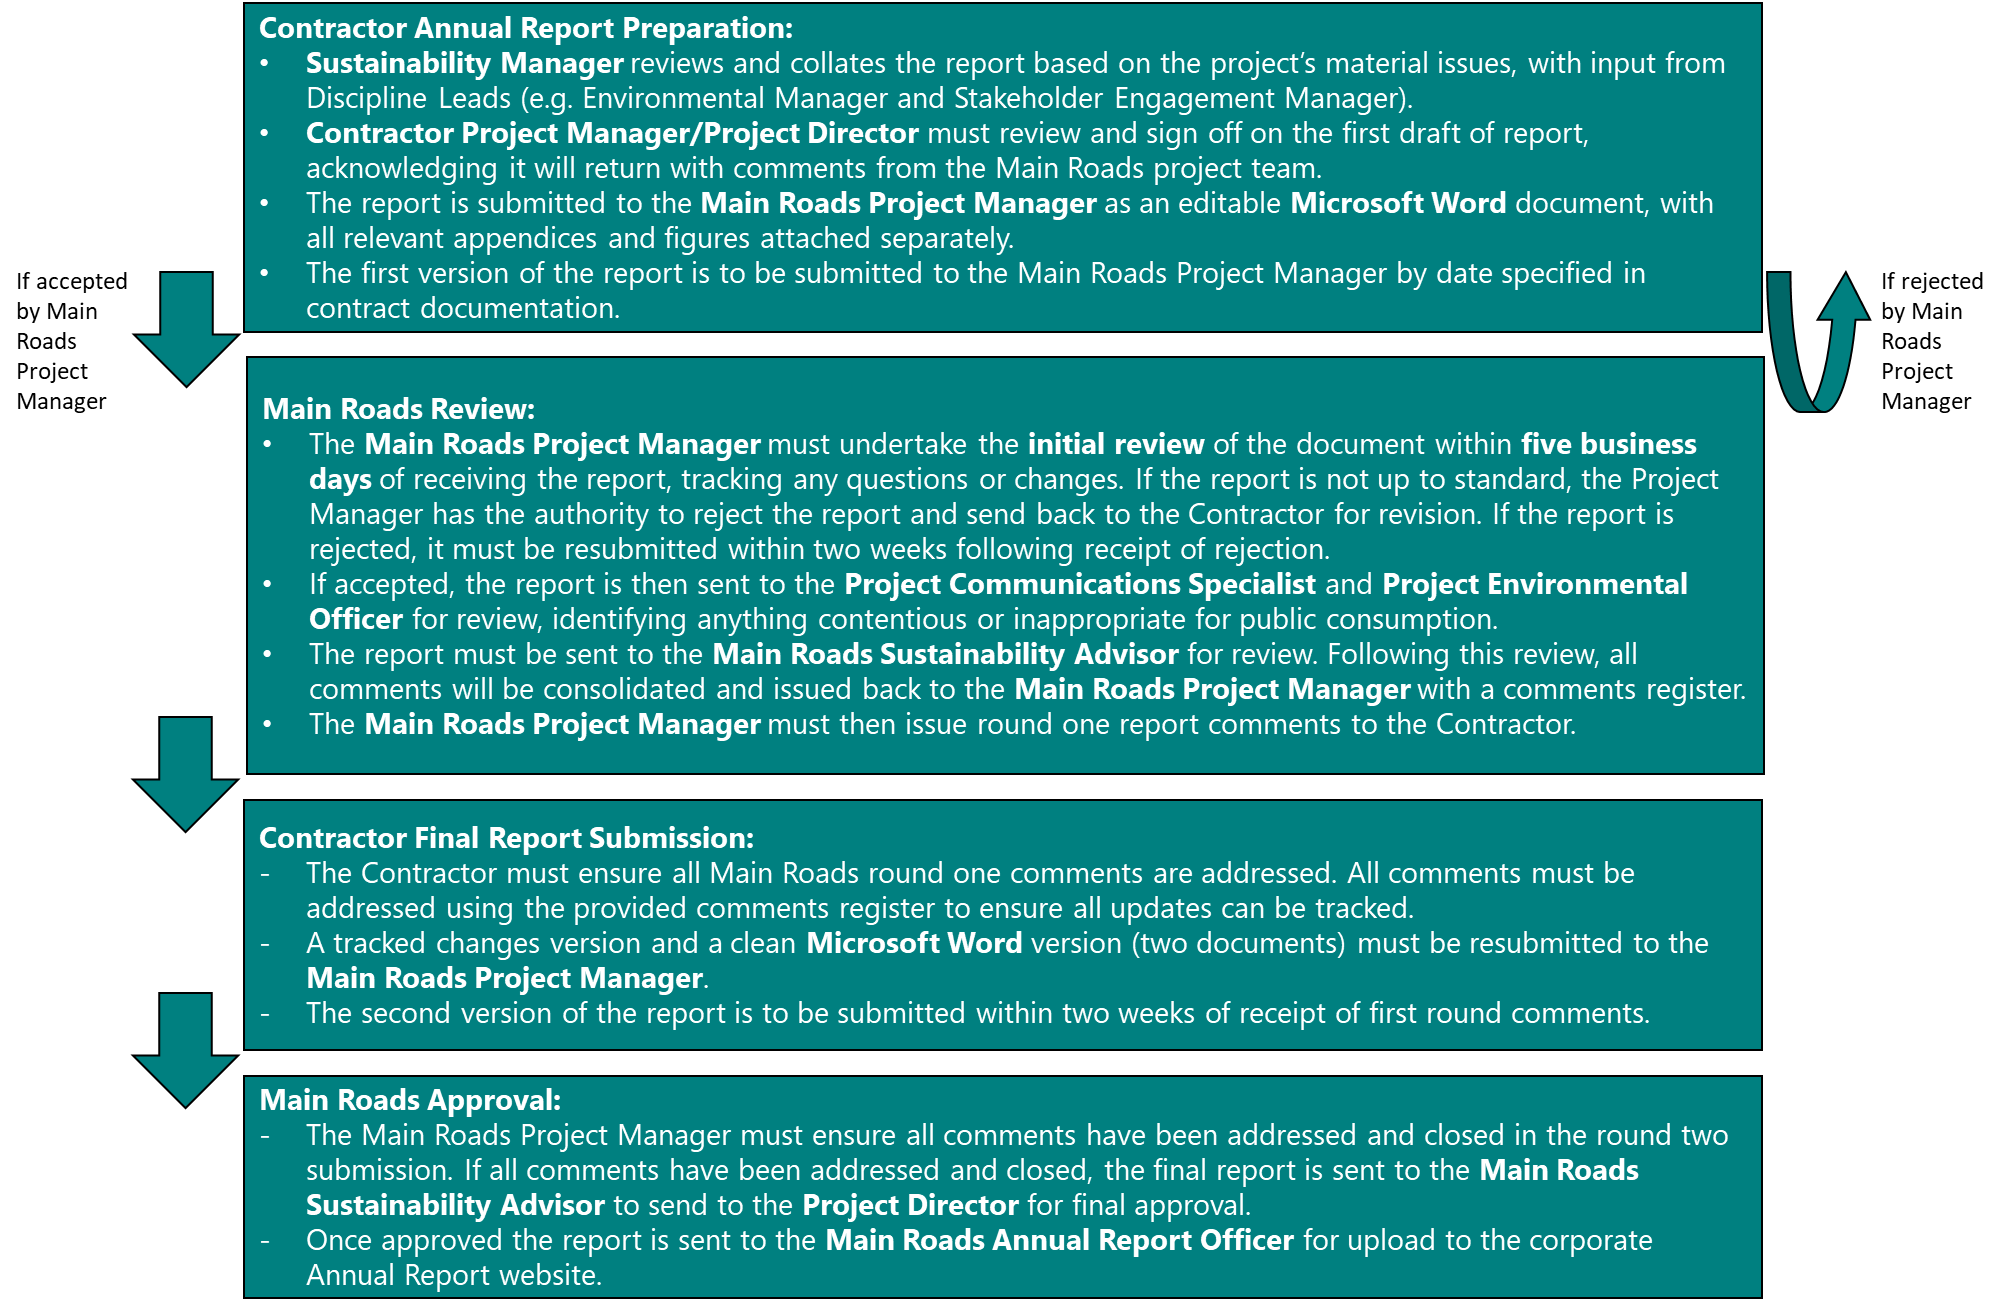 Contractor Annual Report Preparation:
• Sustainability Manager reviews and collates the report based on the project’s material issues, with input from
Discipline Leads (e.g. Environmental Manager and Stakeholder Engagement Manager).
• Contractor Project Manager/Project Director must review and sign off on the first draft of report,
acknowledging it will return with comments from the Main Roads project team.
• The report is submitted to the Main Roads Project Manager as an editable Microsoft Word document, with
all relevant appendices and figures attached separately.
• The first version of the report is to be submitted to the Main Roads Project Manager by date specified in
contract documentation.
If accepted
by Main
Roads
Project
Manager
If rejected
by Main
Roads
Project
Manager
Main Roads Review:
• The Main Roads Project Manager must undertake the initial review of the document within five business
days of receiving the report, tracking any questions or changes. If the report is not up to standard, the Project
Manager has the authority to reject the report and send back to the Contractor for revision. If the report is
rejected, it must be resubmitted within two weeks following receipt of rejection.
• If accepted, the report is then sent to the Project Communications Specialist and Project Environmental
Officer for review, identifying anything contentious or inappropriate for public consumption.
• The report must be sent to the Main Roads Sustainability Advisor for review. Following this review, all
comments will be consolidated and issued back to the Main Roads Project Manager with a comments register.
• The Main Roads Project Manager must then issue round one report comments to the Contractor.
Contractor Final Report Submission:
- The Contractor must ensure all Main Roads round one comments are addressed. All comments must be
addressed using the provided comments register to ensure all updates can be tracked.
- A tracked changes version and a clean Microsoft Word version (two documents) must be resubmitted to the
Main Roads Project Manager.
- The second version of the report is to be submitted within two weeks of receipt of first round comments.
Main Roads Approval:
- The Main Roads Project Manager must ensure all comments have been addressed and closed in the round two
submission. If all comments have been addressed and closed, the final report is sent to the Main Roads
Sustainability Advisor to send to the Project Director for final approval.
- Once approved the report is sent to the Main Roads Annual Report Officer for upload to the corporate
Annual Report website.